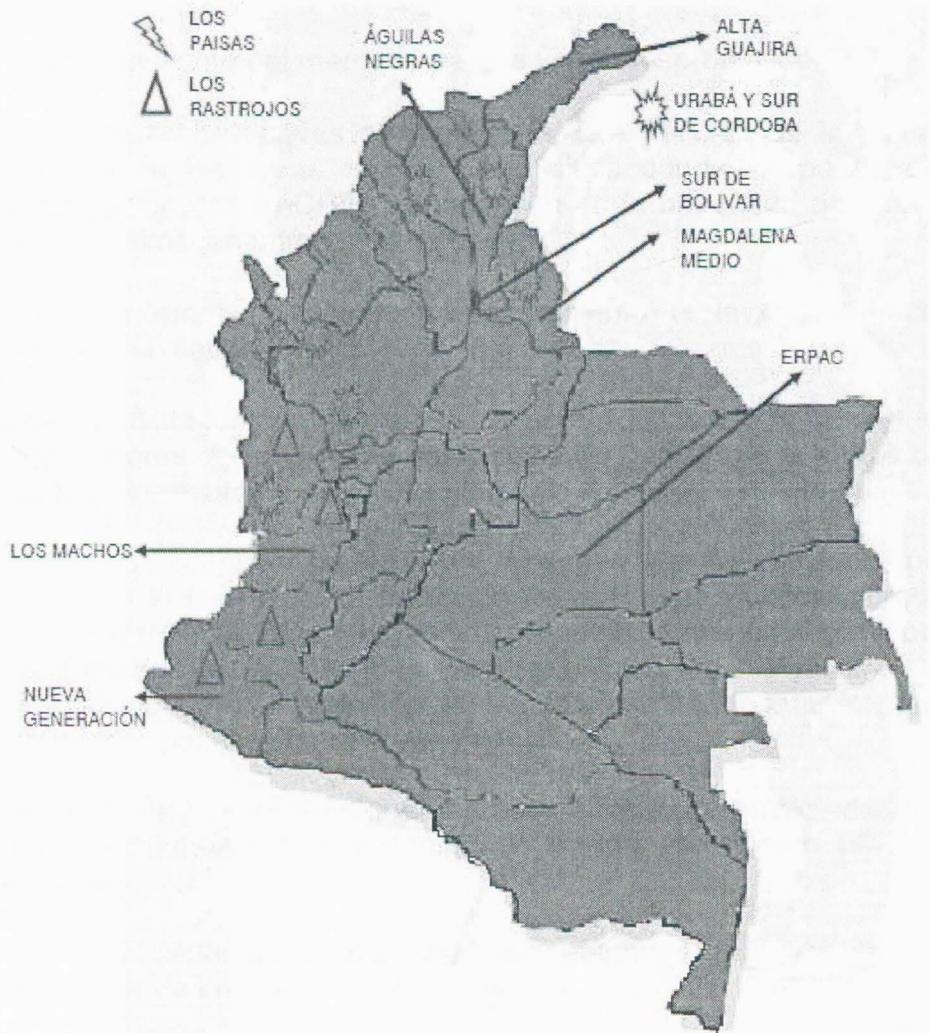 LOS
PAISAS
LOS
RASTROJOS
ÁGUILAS
NEGRAS
ALTA
GUAJIRA
URABÁ Y SUR
DE CORDOBA
SUR DE
BOLIVAR
MAGDALENA
MEDIO
ERPAC
LOS MACHOS
NUEVA
GENERACIÓN